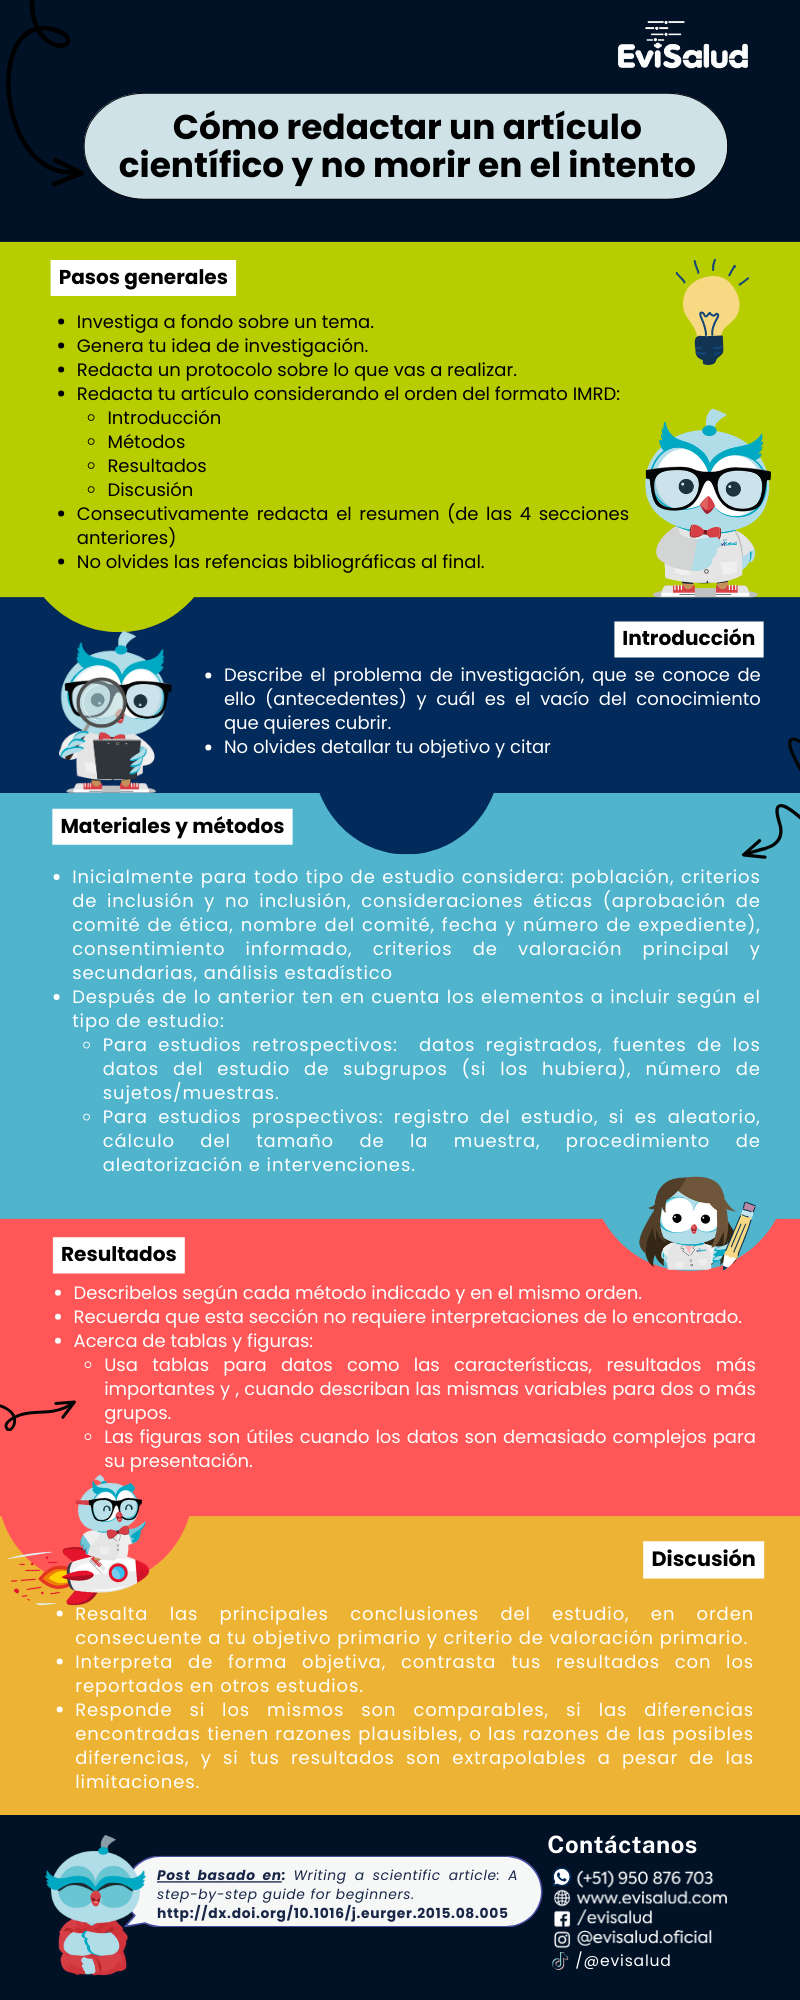 EviSalud
Cómo redactar un artículo
científico y no morir en el intento
Pasos generales
Investiga a fondo sobre un tema.
Genera tu idea de investigación.
Redacta un protocolo sobre lo que vas a realizar.
Redacta tu artículo considerando el orden del formato IMRD:
Introducción
Métodos
Resultados
Discusión
Consecutivamente redacta el resumen (de las 4 secciones
anteriores)
No olvides las refencias bibliográficas al final.
Introducción
Describe el problema de investigación, que se conoce de
ello (antecedentes) y cuál es el vacío del conocimiento
que quieres cubrir.
No olvides detallar tu objetivo y citar
Materiales y métodos
Inicialmente para todo tipo de estudio considera: población, criterios
de inclusión y no inclusión, consideraciones éticas (aprobación de
comité de ética, nombre del comité, fecha y número de expediente),
consentimiento informado, criterios de valoración principal y
secundarias, análisis estadístico
Después de lo anterior ten en cuenta los elementos a incluir según el
tipo de estudio:
Para estudios retrospectivos: datos registrados, fuentes de los
datos del estudio de subgrupos (si los hubiera), número de
sujetos/muestras.
Para estudios prospectivos: registro del estudio, si es aleatorio,
cálculo del tamaño de la muestra, procedimiento de
aleatorización e intervenciones.
Resultados
Describelos según cada método indicado y en el mismo orden.
Recuerda que esta sección no requiere interpretaciones de lo encontrado.
Acerca de tablas y figuras:
Usa tablas para datos como las características, resultados más
importantes y , cuando describan las mismas variables para dos o más
grupos.
Las figuras son útiles cuando los datos son demasiado complejos para
su presentación.
Discusión
Resalta las principales conclusiones del estudio, en orden
consecuente a tu objetivo primario y criterio de valoración primario.
Interpreta de forma objetiva, contrasta tus resultados con los
reportados en otros estudios.
Responde si los mismos son comparables, si las diferencias
encontradas tienen razones plausibles, o las razones de las posibles
diferencias, y si tus resultados son extrapolables a pesar de las
limitaciones.
Post basado en: Writing a scientific article: A
step-by-step guide for beginners.
http://dx.doi.org/10.1016/j.eurger.2015.08.005
Contáctanos
(+51) 950 876 703
www.evisalud.com
/evisalud
@evisalud.oficial
/@evisalud